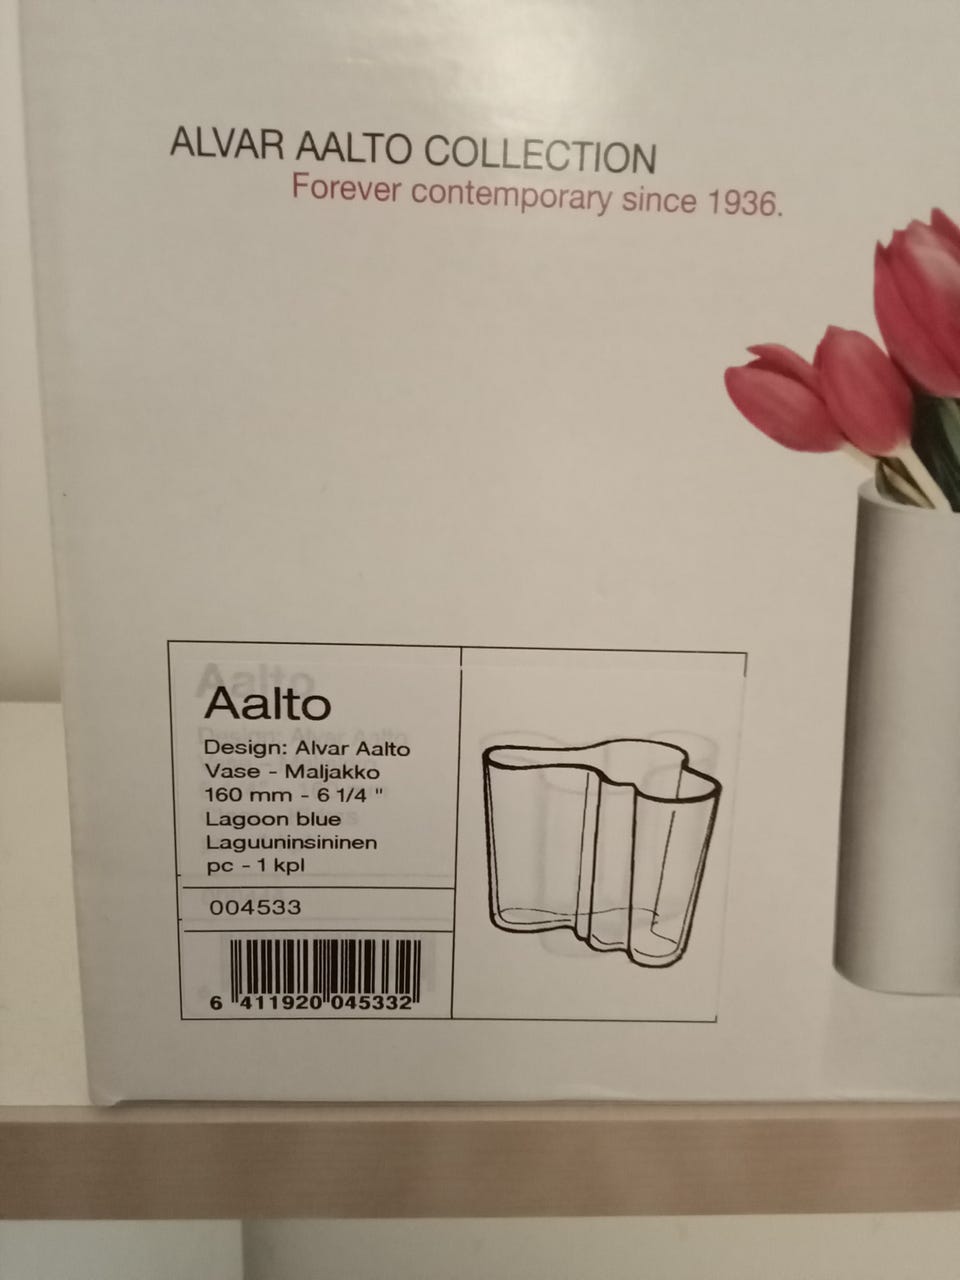 ALVAR AALTO COLLECTION
Forever contemporary since 1936.
Aalto
Design: Alvar Aalto
Vase - Maljakko
160 mm - 6 1/4 "
Lagoon blue
Laguuninsininen
pc - 1 kpl
004533
6 411920 045332